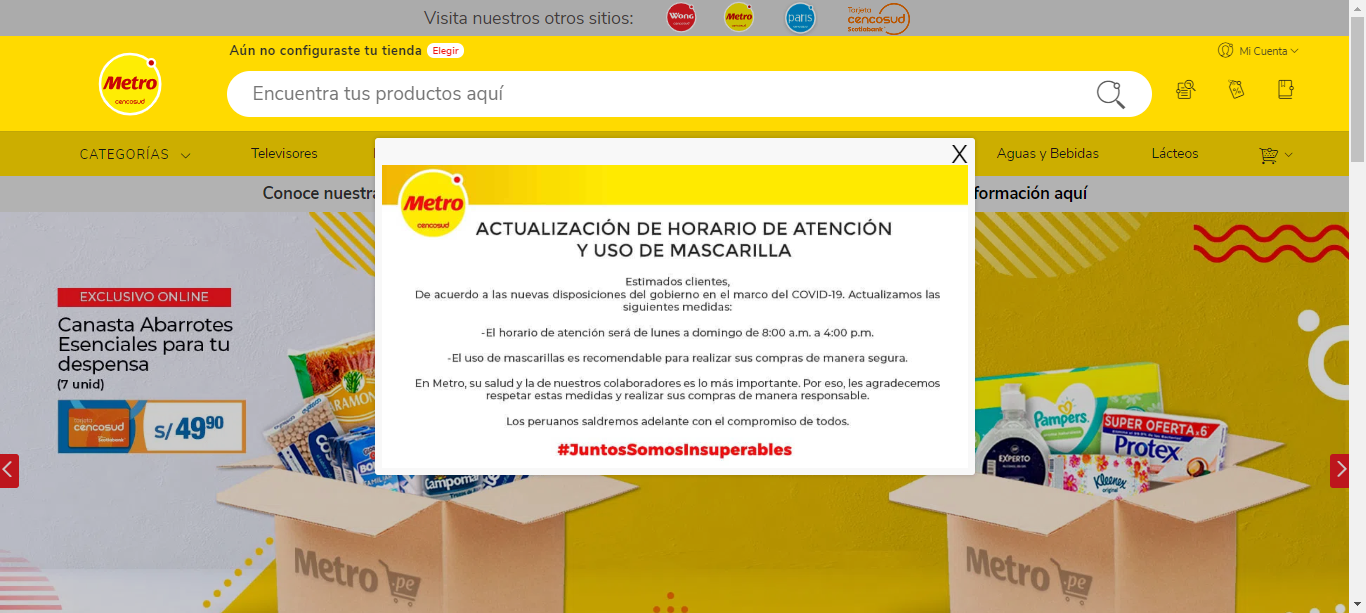 Visita nuestros otros sitios:
Wong
Metro
paris
Tarjeta
cencosud
Scotiabank
Aún no configuraste tu tienda Elegir
Mi Cuenta
Metro
cencosud
Encuentra tus productos aquí
CATEGORÍAS
Televisores
Aguas y Bebidas
Lácteos
X
Conoce nuestra
formación aquí
Metro
cencosud
ACTUALIZACIÓN DE HORARIO DE ATENCIÓN
Y USO DE MASCARILLA
Estimados clientes,
De acuerdo a las nuevas disposiciones del gobierno en el marco del COVID-19. Actualizamos las
siguientes medidas:
-El horario de atención será de lunes a domingo de 8:00 a.m. a 4:00 p.m.
-El uso de mascarillas es recomendable para realizar sus compras de manera segura.
En Metro, su salud y la de nuestros colaboradores es lo más importante. Por eso, les agradecemos
respetar estas medidas y realizar sus compras de manera responsable.
Los peruanos saldremos adelante con el compromiso de todos.
#JuntosSomosInsuperables
EXCLUSIVO ONLINE
Canasta Abarrotes
Esenciales para tu
despensa
(7 unid)
tarjeta
cencosud
Scotiabank
S/ 4990
Campomar
Metro .pe
Pampers
SUPER OFERTA x6
Protex
EXPERTO
Kleenex
original
Metro .pe